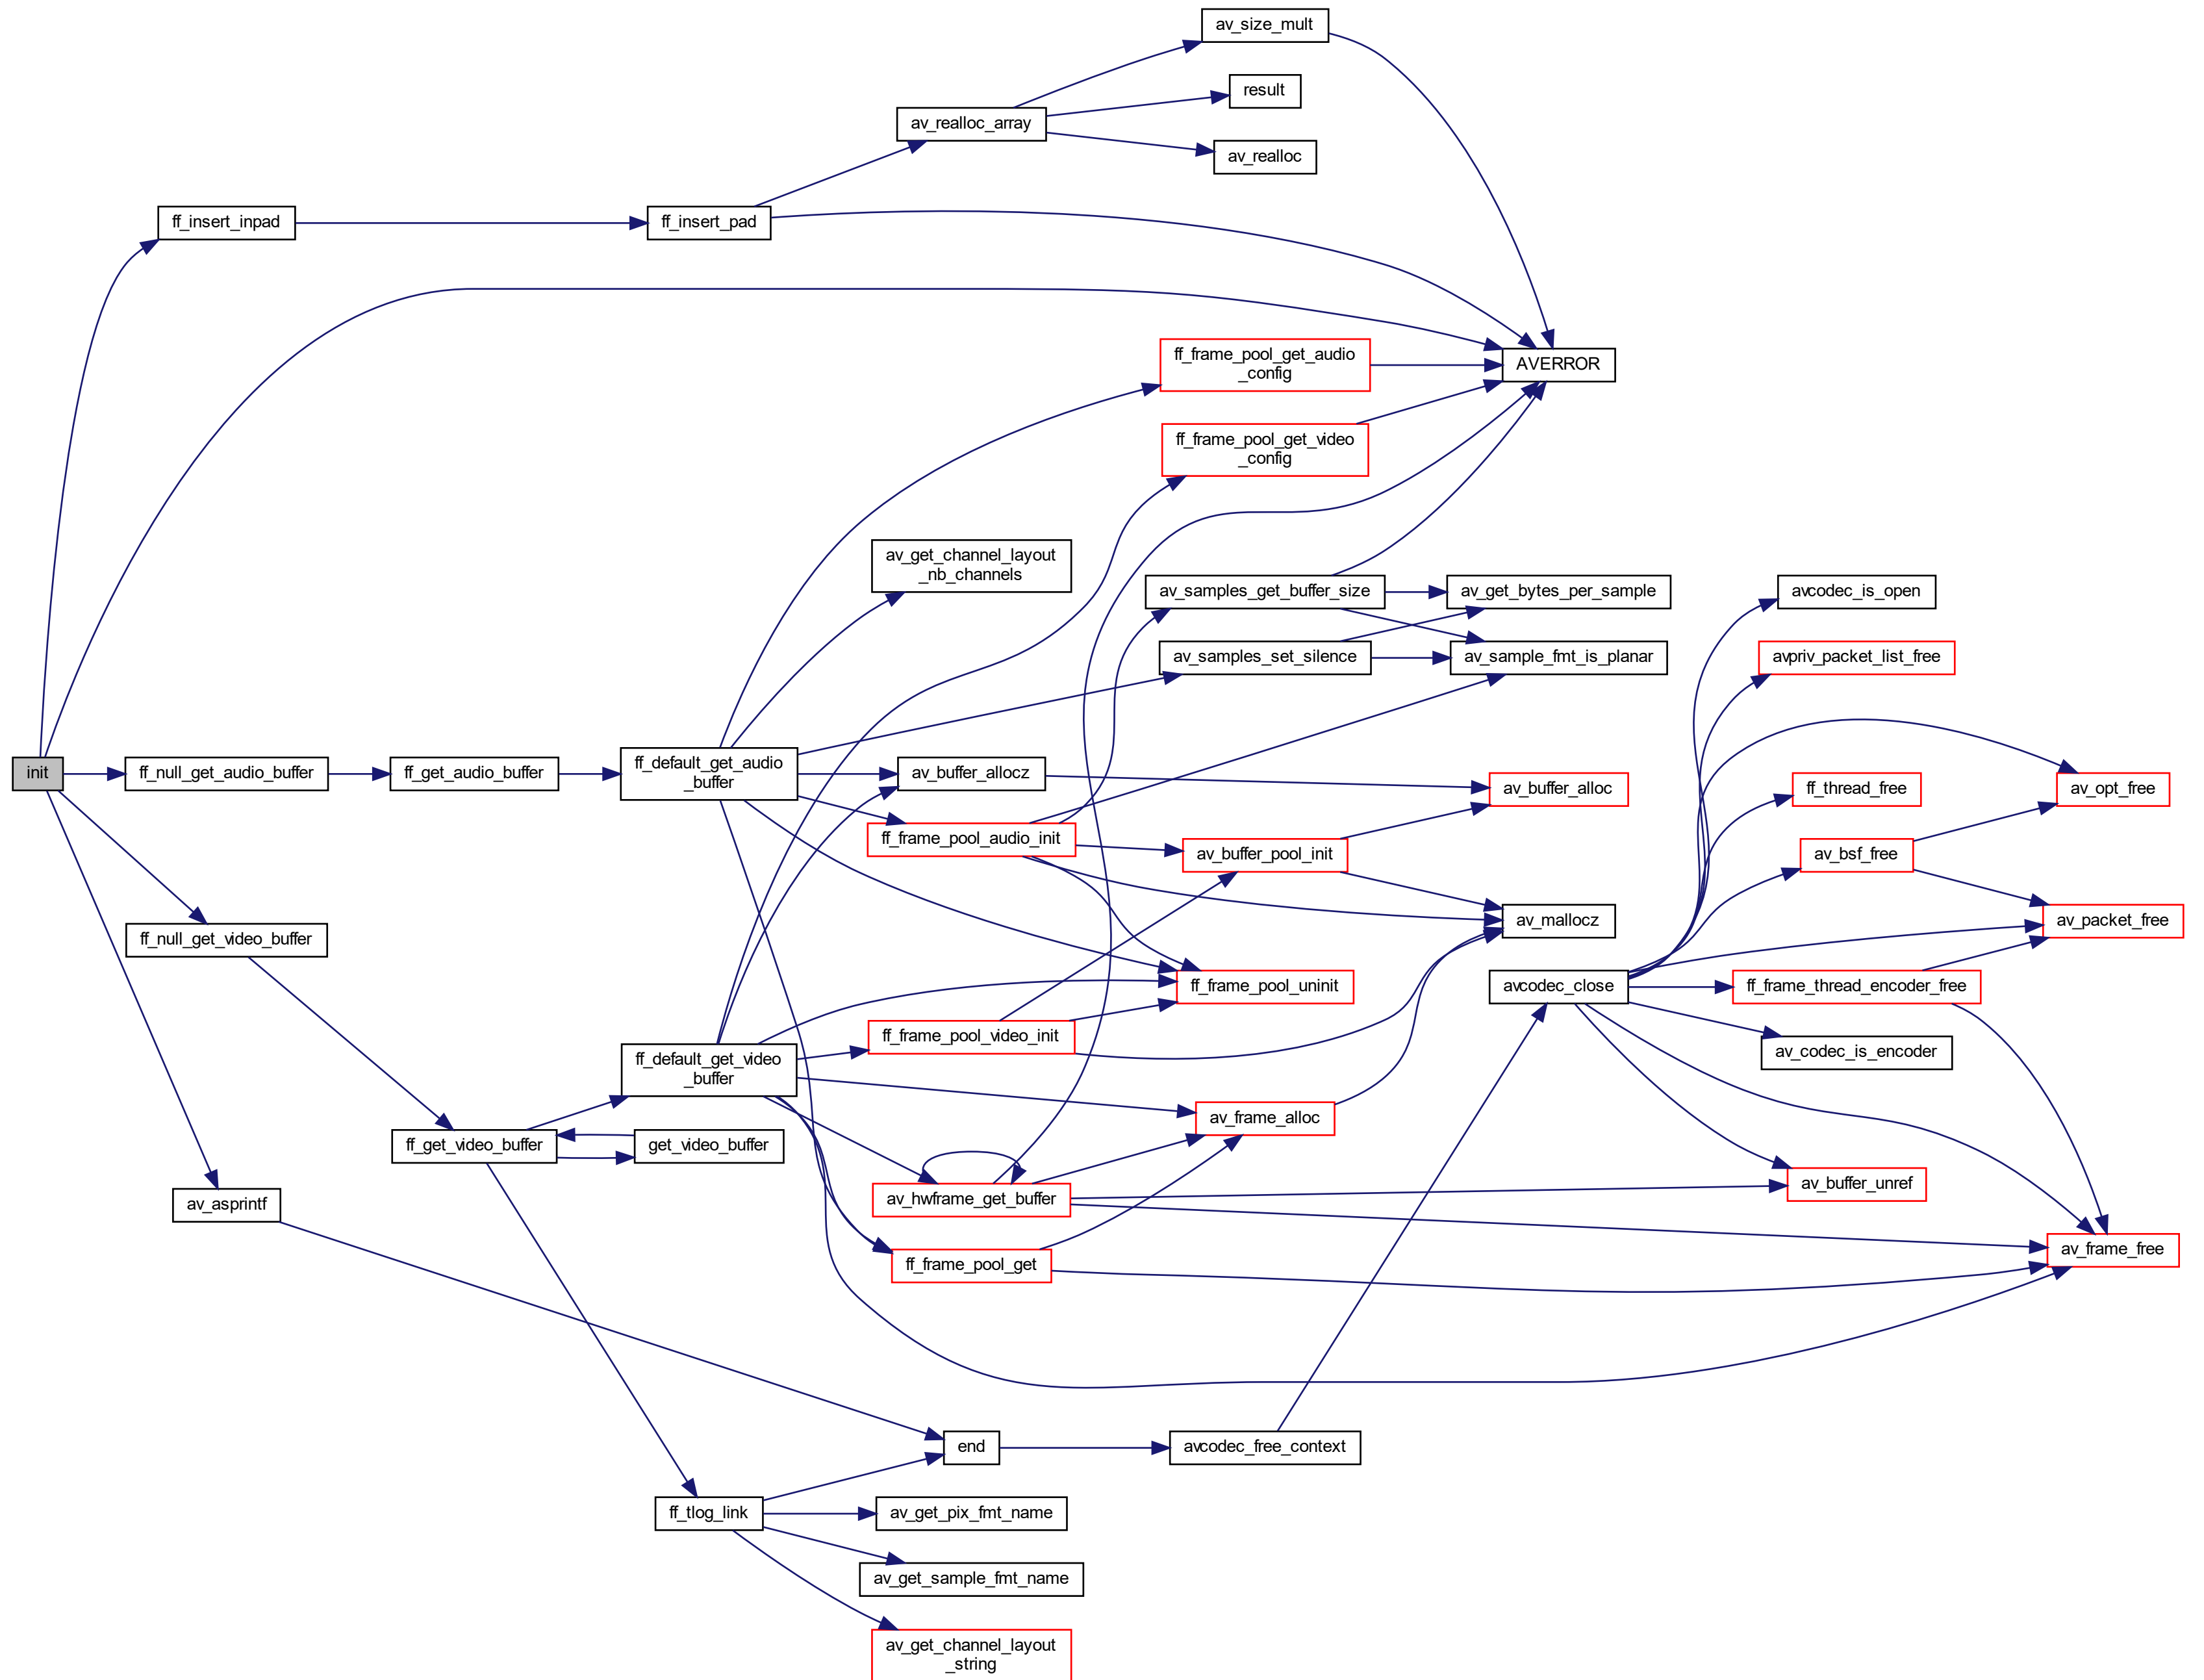 av_size_mult
result
av_realloc_array
av_realloc
ff_insert_inpad
ff_insert_pad
ff_frame_pool_get_audio
_config
AVERROR
ff_frame_pool_get_video
_config
av_get_channel_layout
_nb_channels
av_samples_get_buffer_size
av_get_bytes_per_sample
avcodec_is_open
av_samples_set_silence
av_sample_fmt_is_planar
avpriv_packet_list_free
init
ff_null_get_audio_buffer
ff_get_audio_buffer
ff_default_get_audio
_buffer
av_buffer_allocz
av_buffer_alloc
ff_thread_free
av_opt_free
ff_frame_pool_audio_init
av_buffer_pool_init
av_bsf_free
ff_null_get_video_buffer
av_mallocz
av_packet_free
ff_frame_pool_uninit
avcodec_close
ff_frame_thread_encoder_free
ff_default_get_video
_buffer
ff_frame_pool_video_init
av_codec_is_encoder
av_frame_alloc
ff_get_video_buffer
get_video_buffer
av_asprintf
av_hwframe_get_buffer
av_buffer_unref
ff_frame_pool_get
av_frame_free
end
avcodec_free_context
ff_tlog_link
av_get_pix_fmt_name
av_get_sample_fmt_name
av_get_channel_layout
_string